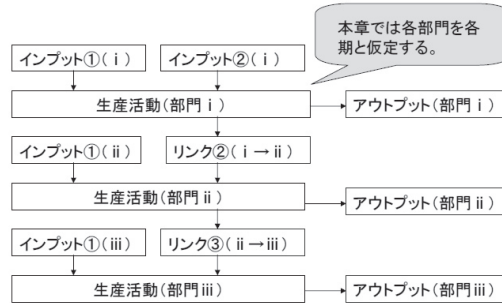 本章では各部門を各
期と仮定する。
インプット①(ⅰ)
インプット②(ⅰ)
生産活動(部門ⅰ)
アウトプット(部門ⅰ)
インプット①(ⅱ)
リンク②(ⅰ→ⅱ)
生産活動(部門ⅱ)
アウトプット(部門ⅱ)
インプット①(ⅲ)
リンク③(ⅱ→ⅲ)
生産活動(部門ⅲ)
アウトプット(部門ⅲ)